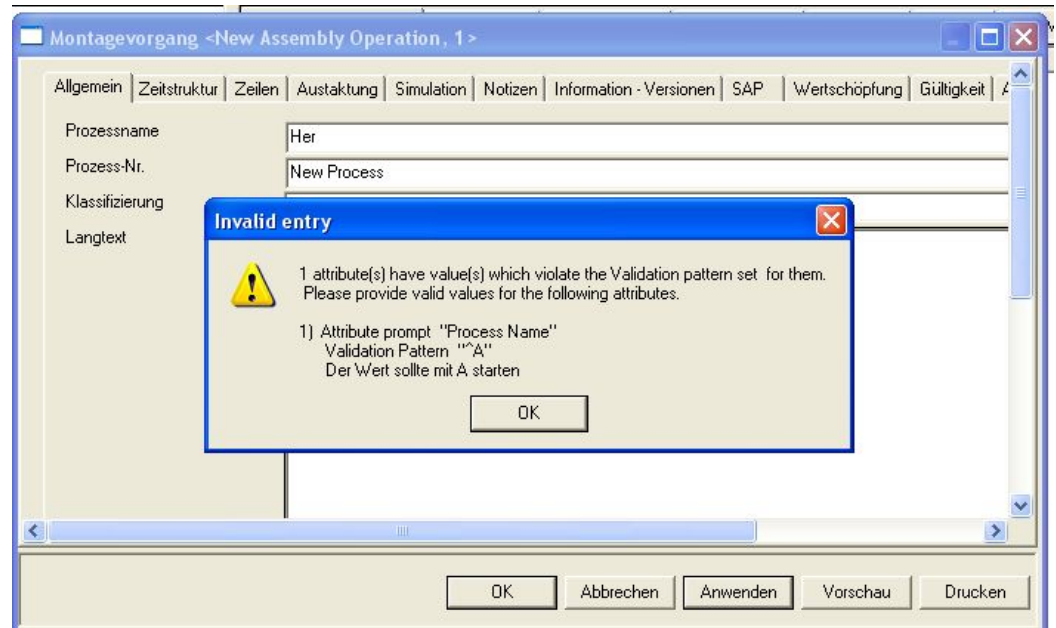 Montagevorgang <New Assembly Operation, 1>
Allgemein Zeitstruktur Zeilen Austaktung Simulation Notizen Information - Versionen SAP Wertschöpfung Gültigkeit
Prozessname Her
Prozess-Nr. New Process
Klassifizierung
Langtext
Invalid entry
1 attribute(s) have value(s) which violate the Validation pattern set for them.
Please provide valid values for the following attributes.
1) Attribute prompt "Process Name"
Validation Pattern "^A"
Der Wert sollte mit A starten
OK
OK Abbrechen Anwenden Vorschau Drucken